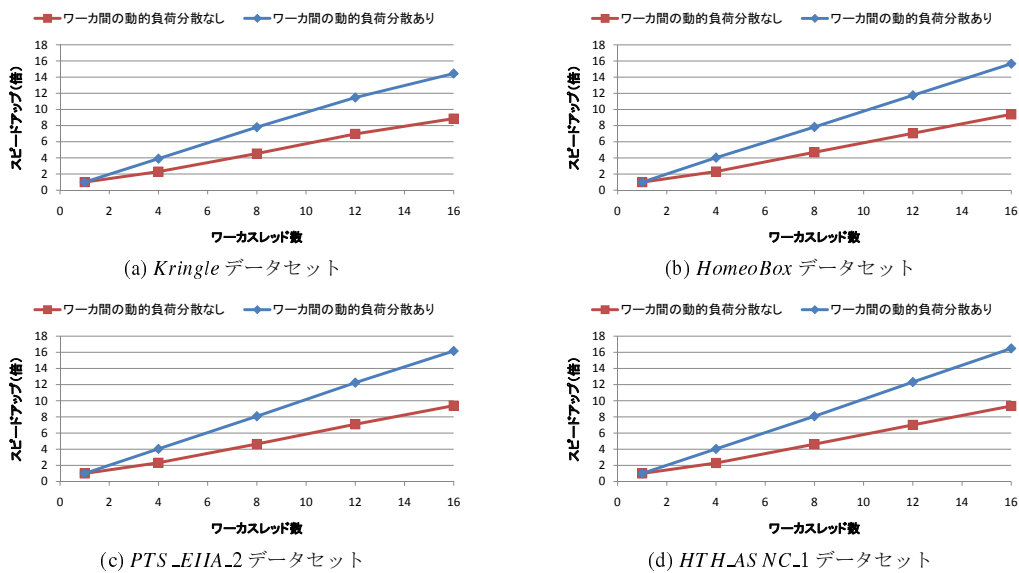 ワーカ間の動的負荷分散なし ワーカ間の動的負荷分散あり
スピードアップ(倍)
18
16
14
12
10
8
6
4
2
0
0 2 4 6 8 10 12 14 16
ワーカスレッド数
(a) Kringle データセット
ワーカ間の動的負荷分散なし ワーカ間の動的負荷分散あり
スピードアップ(倍)
18
16
14
12
10
8
6
4
2
0
0 2 4 6 8 10 12 14 16
ワーカスレッド数
(b) HomeoBox データセット
ワーカ間の動的負荷分散なし ワーカ間の動的負荷分散あり
スピードアップ(倍)
18
16
14
12
10
8
6
4
2
0
0 2 4 6 8 10 12 14 16
ワーカスレッド数
(c) PTS_EIIA_2 データセット
ワーカ間の動的負荷分散なし ワーカ間の動的負荷分散あり
スピードアップ(倍)
18
16
14
12
10
8
6
4
2
0
0 2 4 6 8 10 12 14 16
ワーカスレッド数
(d) HTH_ASNC_1 データセット